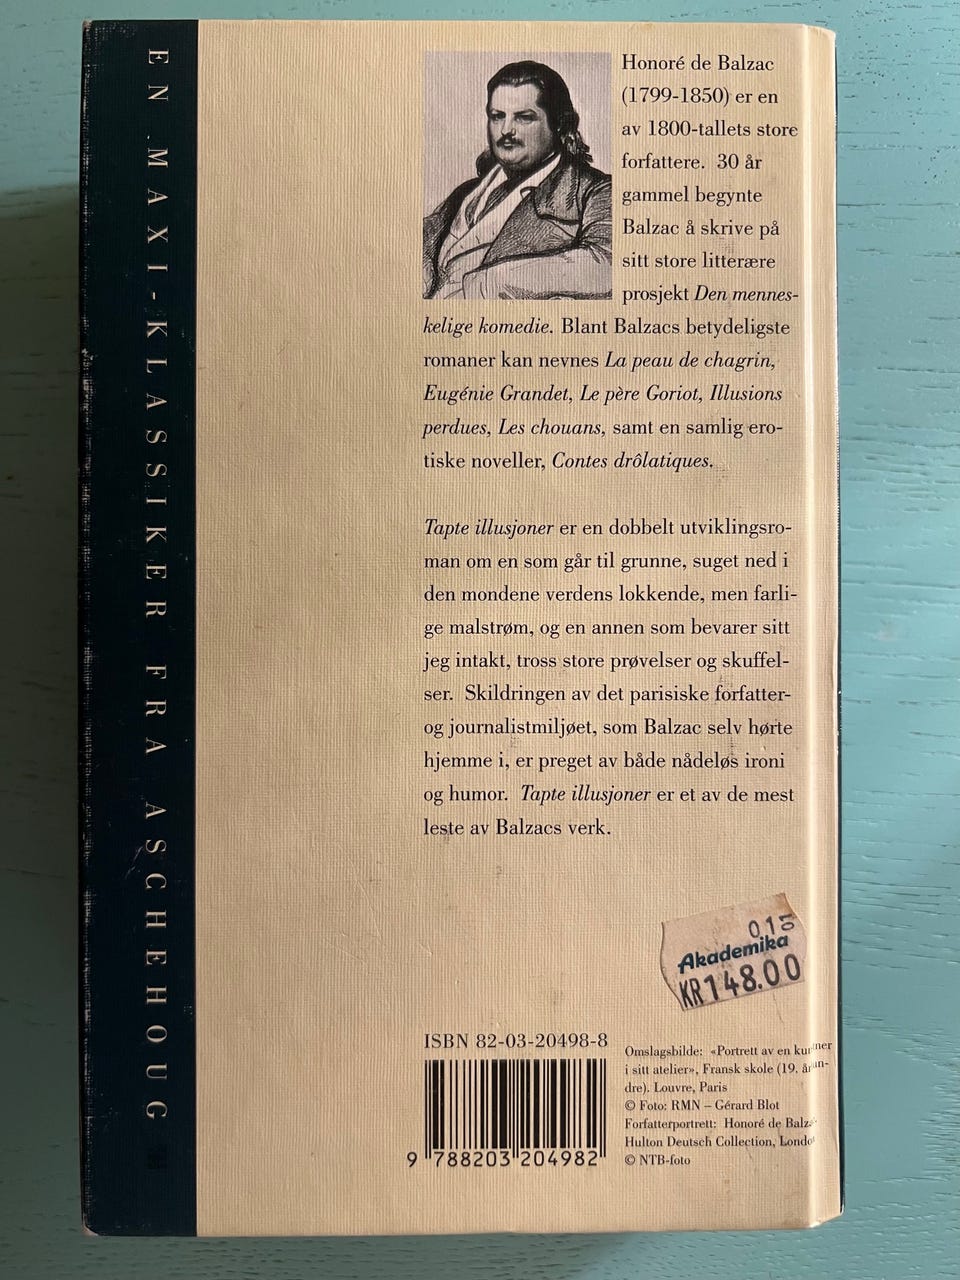 EN MAXI-KLASSIKER FRA ASCHEHOUG
Honoré de Balzac
(1799-1850) er en
av 1800-tallets store
forfattere. 30 år
gammel begynte
Balzac å skrive på
sitt store litterære
prosjekt Den mennes-
kelige komedie. Blant Balzacs betydeligste
romaner kan nevnes La peau de chagrin,
Eugénie Grandet, Le père Goriot, Illusions
perdues, Les chouans, samt en samlig ero-
tiske noveller, Contes drôlatiques.
Tapte illusjoner er en dobbelt utviklingsro-
man om en som går til grunne, suget ned i
den mondene verdens lokkende, men farli-
ge malstrøm, og en annen som bevarer sitt
jeg intakt, tross store prøvelser og skuffel-
ser. Skildringen av det parisiske forfatter-
og journalistmiljøet, som Balzac selv hørte
hjemme i, er preget av både nådeløs ironi
og humor. Tapte illusjoner er et av de mest
leste av Balzacs verk.
01
Akademika
KR148.00
ISBN 82-03-20498-8
9 788203 204982
Omslagsbilde: «Portrett av en
i sitt atelier», Fransk skole (19.
dre). Louvre, Paris
© Foto: RMN – Gérard Blot
Forfatterportrett: Honoré de
Hulton Deutsch Collection,
© NTB-foto